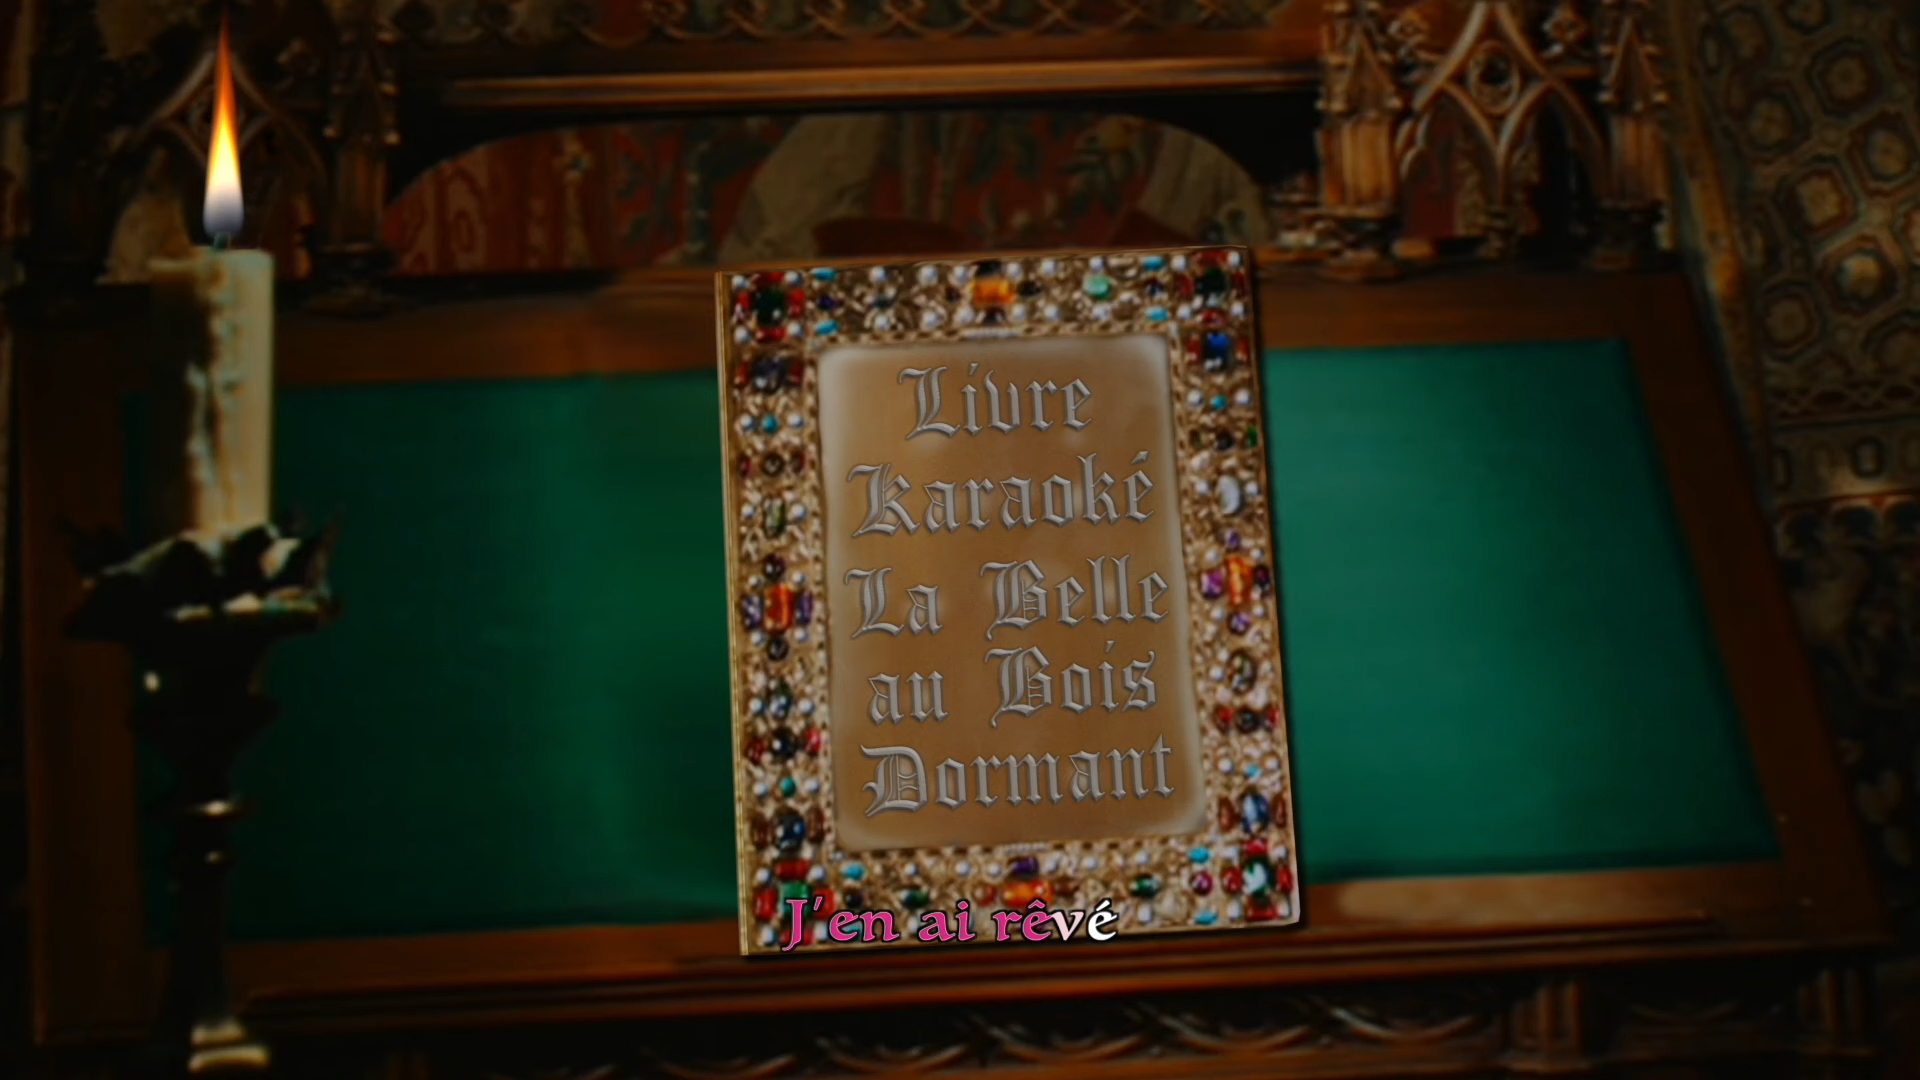 Livre
Karaoké
La Belle
au Bois
Dormant
J'en ai rêvé